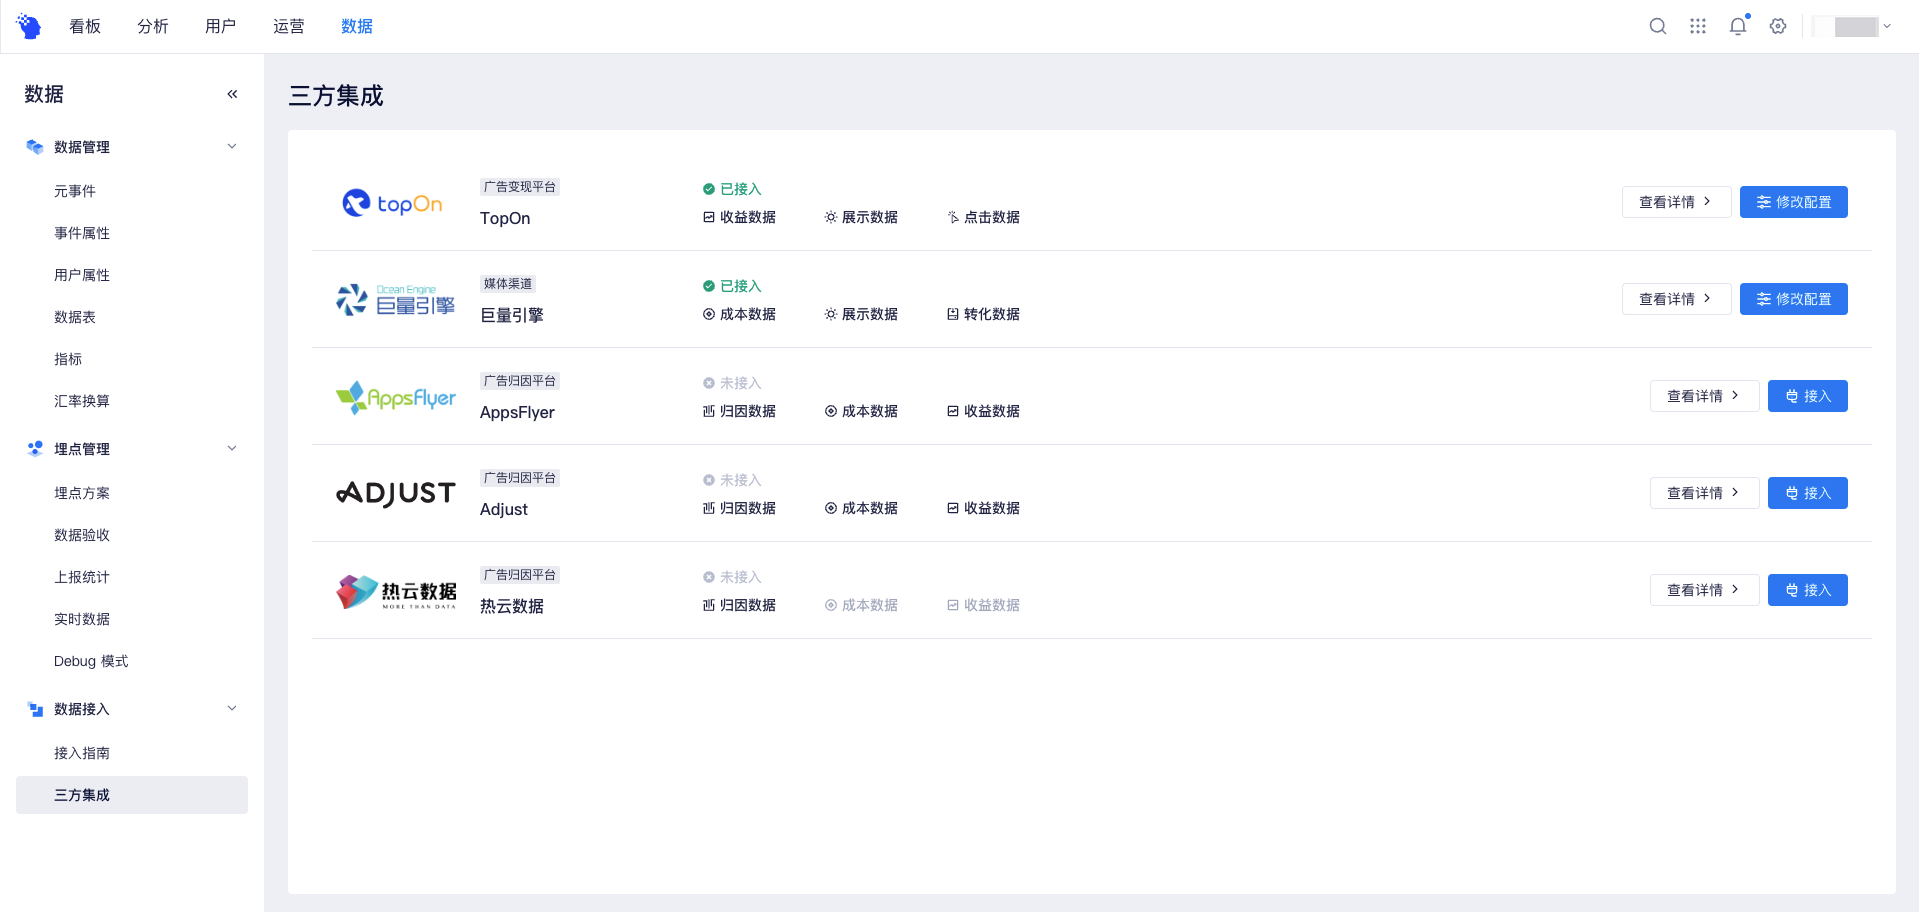 看板 分析 用户 运营 数据
数据
数据管理
元事件
事件属性
用户属性
数据表
指标
汇率换算
埋点管理
埋点方案
数据验收
上报统计
实时数据
Debug 模式
数据接入
接入指南
三方集成
三方集成
topOn
广告变现平台
TopOn
已接入
收益数据 展示数据 点击数据
查看详情 修改配置
Ocean Engine
巨量引擎
媒体渠道
巨量引擎
已接入
成本数据 展示数据 转化数据
查看详情 修改配置
AppsFlyer
广告归因平台
AppsFlyer
未接入
归因数据 成本数据 收益数据
查看详情 接入
ADJUST
广告归因平台
Adjust
未接入
归因数据 成本数据 收益数据
查看详情 接入
热云数据
MORE THAN DATA
广告归因平台
热云数据
未接入
归因数据 成本数据 收益数据
查看详情 接入